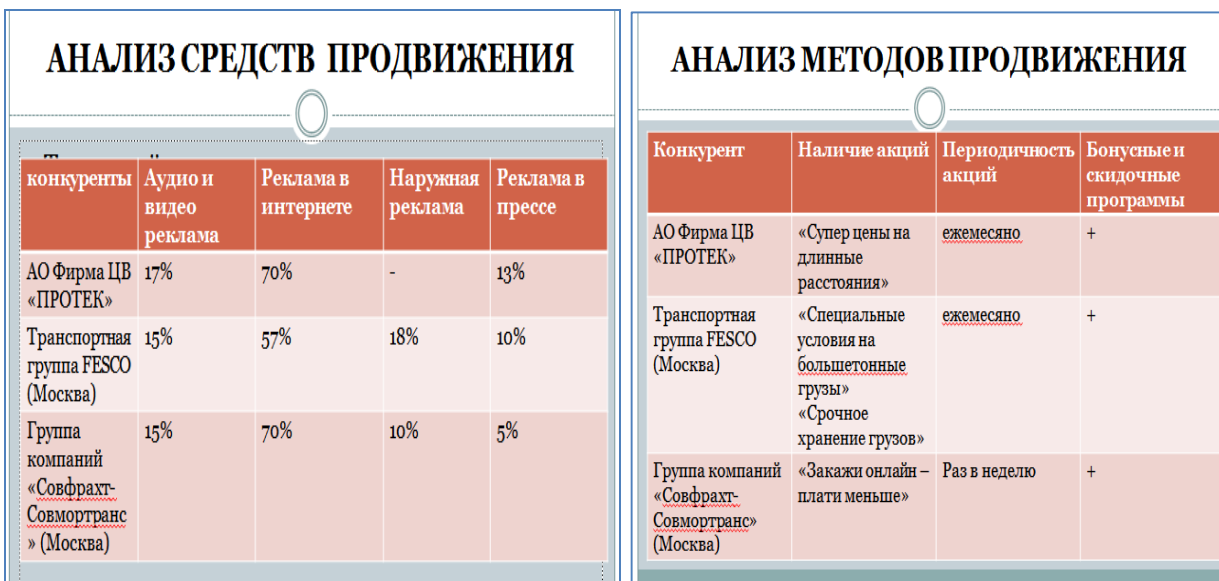 АНАЛИЗ СРЕДСТВ ПРОДВИЖЕНИЯ
конкуренты
Аудио и
видео
реклама
Реклама в
интернете
Наружная
реклама
Реклама в
прессе
АО Фирма ЦВ
«ПРОТЕК»
17%
70%
-
13%
Транспортная
группа FESCO
(Москва)
15%
57%
18%
10%
Группа
компаний
«Совфрахт-
Совмортранс
» (Москва)
15%
70%
10%
5%
АНАЛИЗ МЕТОДОВ ПРОДВИЖЕНИЯ
Конкурент
Наличие акций
Периодичность
акций
Бонусные и
скидочные
программы
АО Фирма ЦВ
«ПРОТЕК»
«Супер цены на
длинные
расстояния»
ежемесяно
+
Транспортная
группа FESCO
(Москва)
«Специальные
условия на
большетонные
грузы»
«Срочное
хранение грузов»
ежемесяно
+
Группа компаний
«Совфрахт-
Совмортранс»
(Москва)
«Закажи онлайн –
плати меньше»
Раз в неделю
+